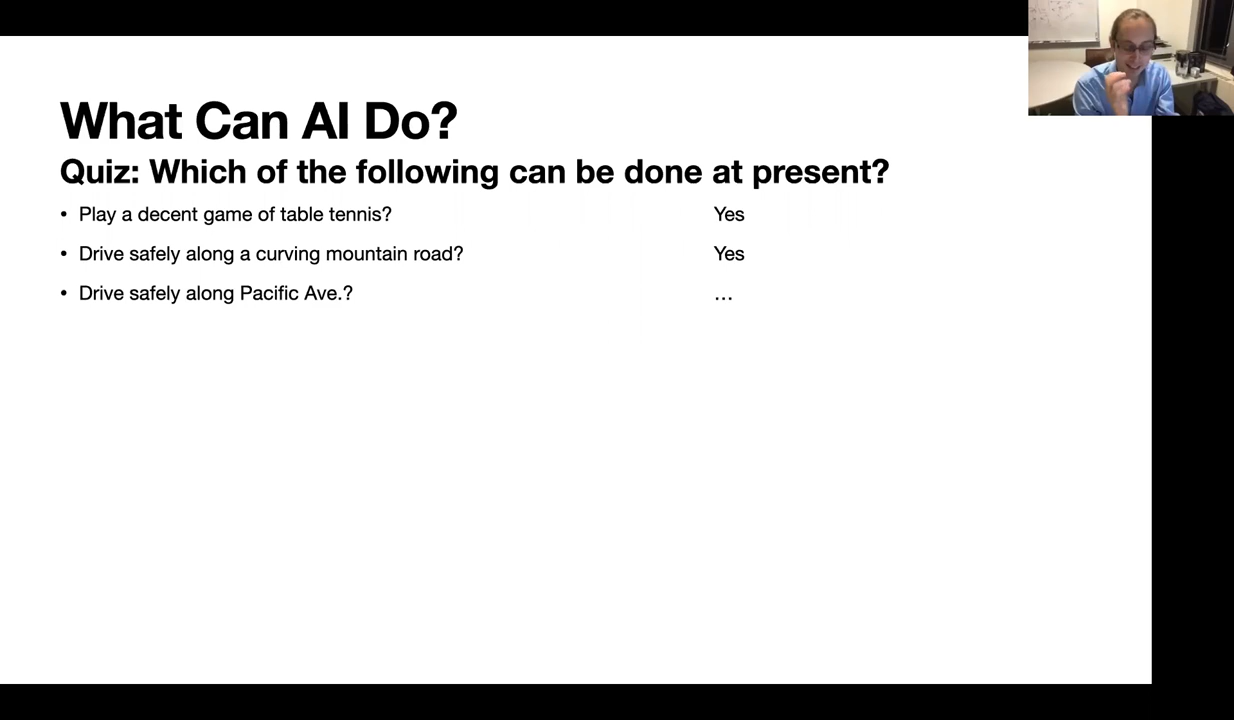 What Can AI Do?
Quiz: Which of the following can be done at present?
• Play a decent game of table tennis? Yes
• Drive safely along a curving mountain road? Yes
• Drive safely along Pacific Ave.? ...